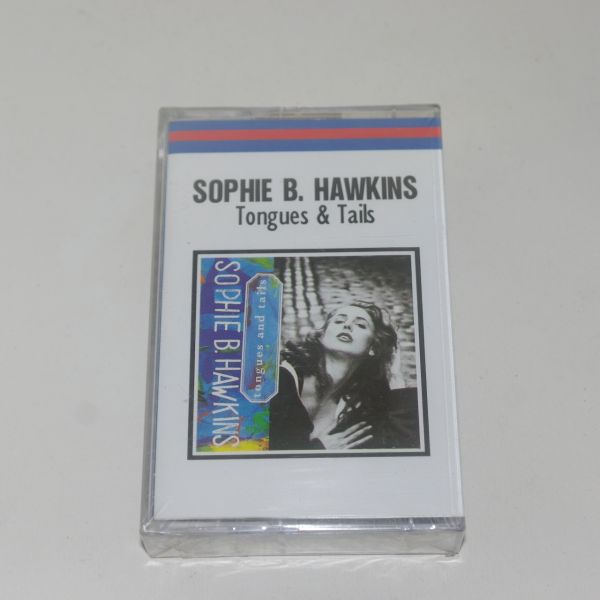 SOPHIE B. HAWKINS
Tongues & Tails
SOPHIE B. HAWKINS
tongues and tails